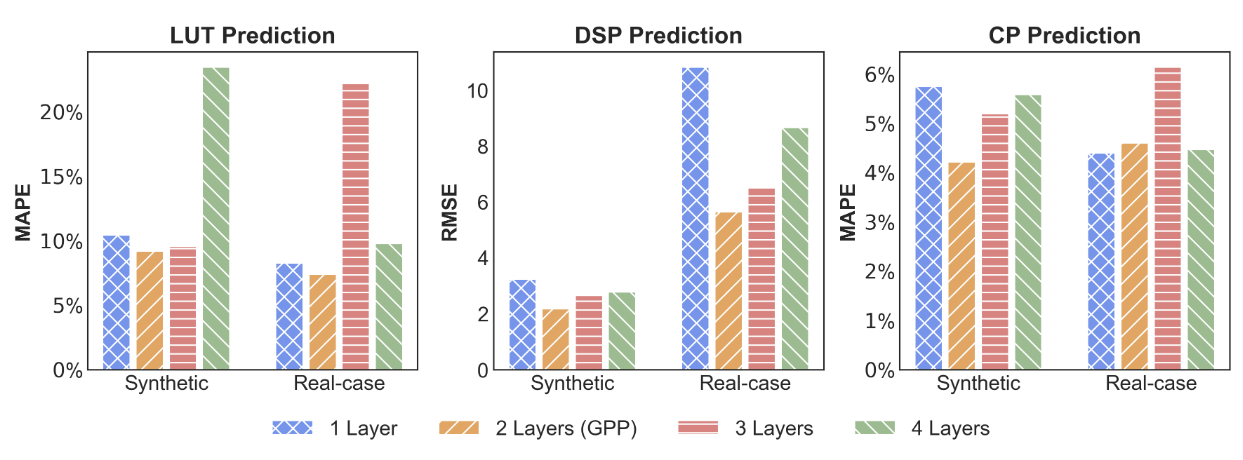 LUT Prediction
MAPE
20%
15%
10%
5%
0%
Synthetic Real-case
DSP Prediction
RMSE
10
8
6
4
2
0
Synthetic Real-case
CP Prediction
MAPE
6%
5%
4%
3%
2%
1%
0%
Synthetic Real-case
1 Layer 2 Layers (GPP) 3 Layers 4 Layers